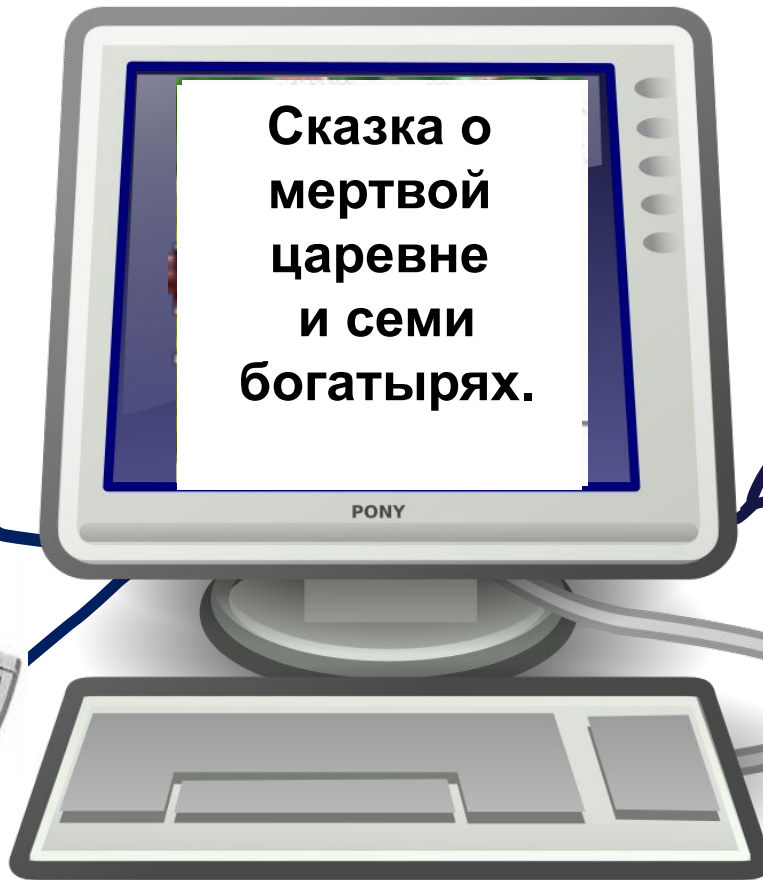 Сказка о
мертвой
царевне
и семи
богатырях.
PONY